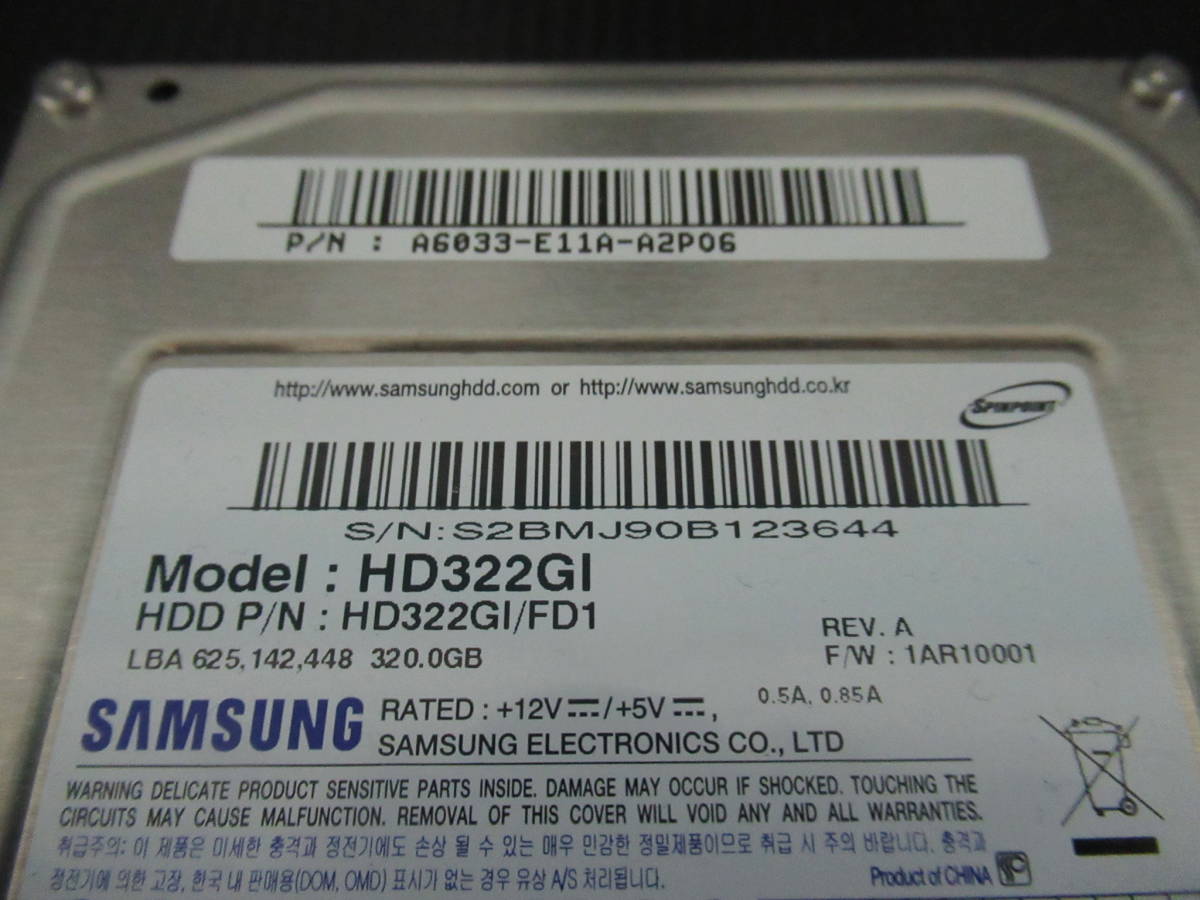 P/N : A6033-E11A-A2P06
http://www.samsunghdd.com or http://www.samsunghdd.co.kr
SPINPOINT
S/N:S2BMJ90B123644
Model : HD322GI
HDD P/N : HD322GI/FD1
REV. A
LBA 625,142,448 320.0GB
F/W : 1AR10001
SAMSUNG
RATED : +12V⎓/+5V⎓, 0.5A, 0.85A
SAMSUNG ELECTRONICS CO., LTD
WARNING DELICATE PRODUCT SENSITIVE PARTS INSIDE. DAMAGE MAY OCCUR IF SHOCKED. TOUCHING THE
CIRCUITS MAY CAUSE MALFUNCTION. REMOVAL OF THIS COVER WILL VOID ANY AND ALL WARRANTIES.
취급주의: 이 제품은 미세한 충격과 정전기에도 손상 될 수 있는 매우 민감한 정밀제품이므로 취급 시 주의 바랍니다. 충격과
정전기에 의한 고장, 한국 내 판매용(DOM, OMD) 표시가 없는 경우 유상 A/S 처리됩니다.
Product of CHINA